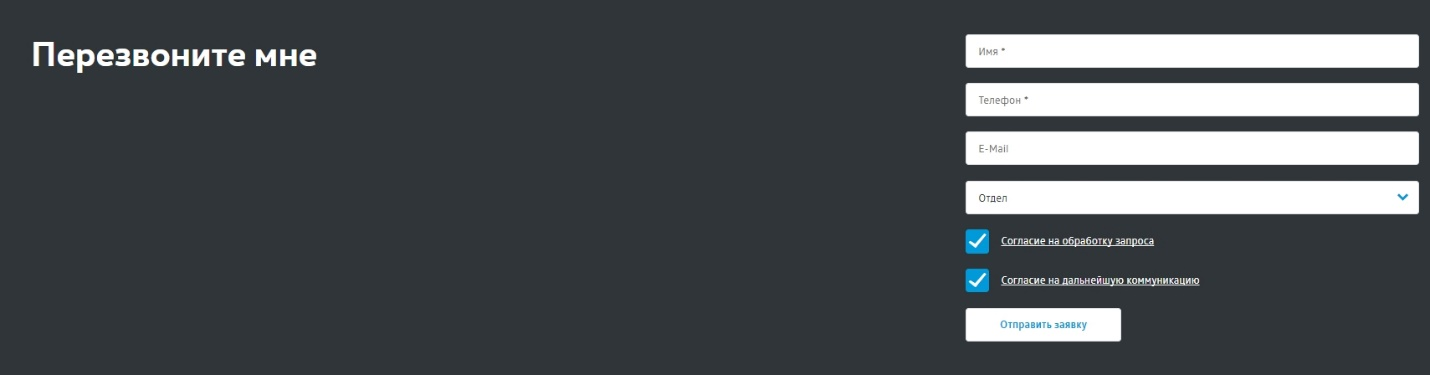 Перезвоните мне
Имя *
Телефон *
E-Mail
Отдел
Согласие на обработку запроса
Согласие на дальнейшую коммуникацию
Отправить заявку